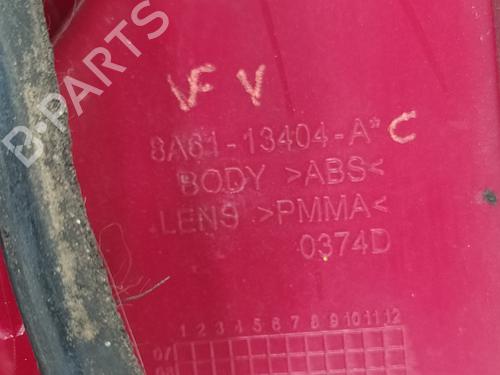 VF V
8A61-13404-A* C
BODY >ABS<
LENS >PMMA<
0374D
1 2 3 4 5 6 7 8 9 10 11 12
07
B-PARTS